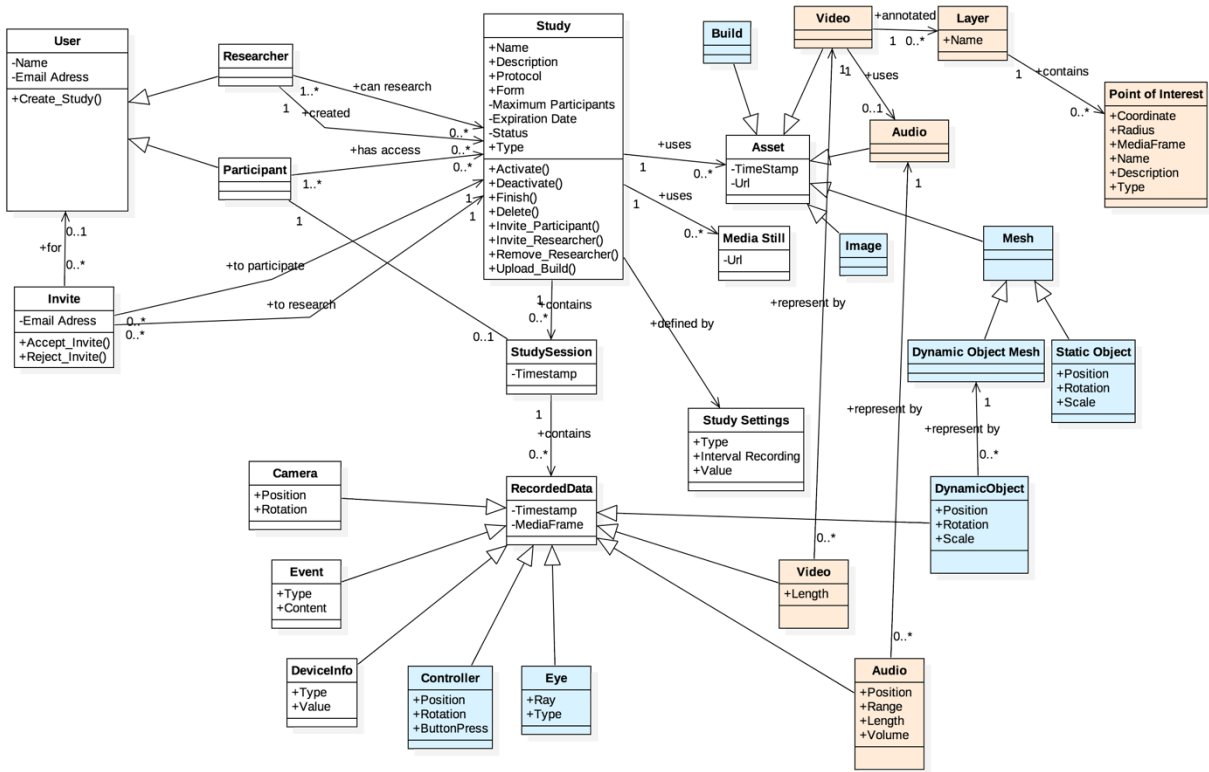 User
-Name
-Email Adress
+Create_Study()
Researcher
1..*
1
+can research
+created
Participant
1..*
1
+has access
Study
+Name
+Description
+Protocol
+Form
-Maximum Participants
-Expiration Date
-Status
+Type
+Activate()
+Deactivate()
+Finish()
+Delete()
+Invite_Participant()
+Invite_Researcher()
+Remove_Researcher()
+Upload_Build()
0..*
0..*
0..*
1
1
0..1
+for
0..*
Invite
-Email Adress
+Accept_Invite()
+Reject_Invite()
0..*
0..*
+to participate
+to research
1
+uses
0..*
1
+uses
0..*
Build
Video
+annotated
1
0..*
Layer
+Name
1
+contains
0..*
Point of Interest
+Coordinate
+Radius
+MediaFrame
+Name
+Description
+Type
1
1
+uses
0..1
Audio
1
Asset
-TimeStamp
-Url
Media Still
-Url
Image
Mesh
+represent by
1
+contains
0..*
0..1
StudySession
-Timestamp
1
+contains
0..*
+defined by
Study Settings
+Type
+Interval Recording
+Value
Dynamic Object Mesh
Static Object
+Position
+Rotation
+Scale
1
+represent by
+represent by
0..*
DynamicObject
+Position
+Rotation
+Scale
Camera
+Position
+Rotation
RecordedData
-Timestamp
-MediaFrame
Event
+Type
+Content
0..*
Video
+Length
DeviceInfo
+Type
+Value
Controller
+Position
+Rotation
+ButtonPress
Eye
+Ray
+Type
0..*
Audio
+Position
+Range
+Length
+Volume